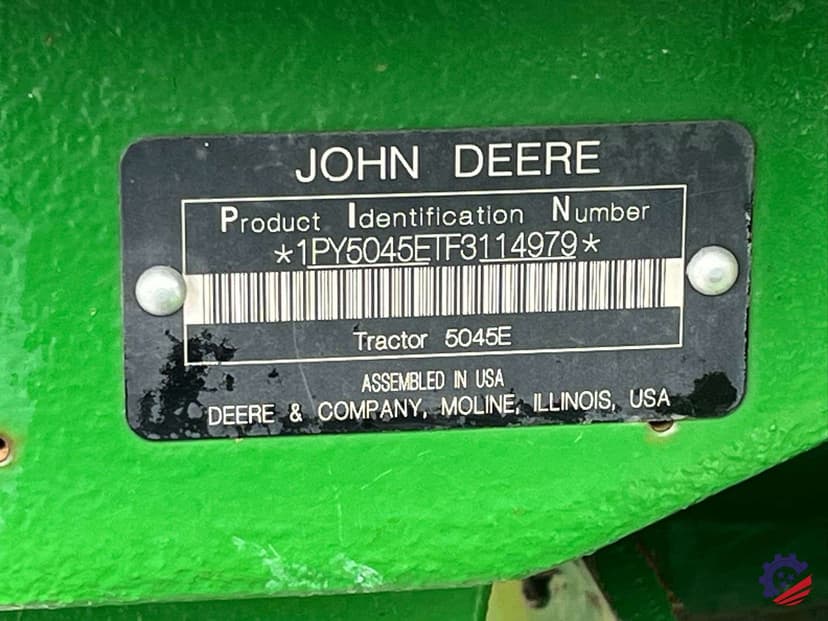 JOHN DEERE
Product Identification Number
*1PY5045ETF3114979*
Tractor 5045E
ASSEMBLED IN USA
DEERE & COMPANY, MOLINE, ILLINOIS, USA